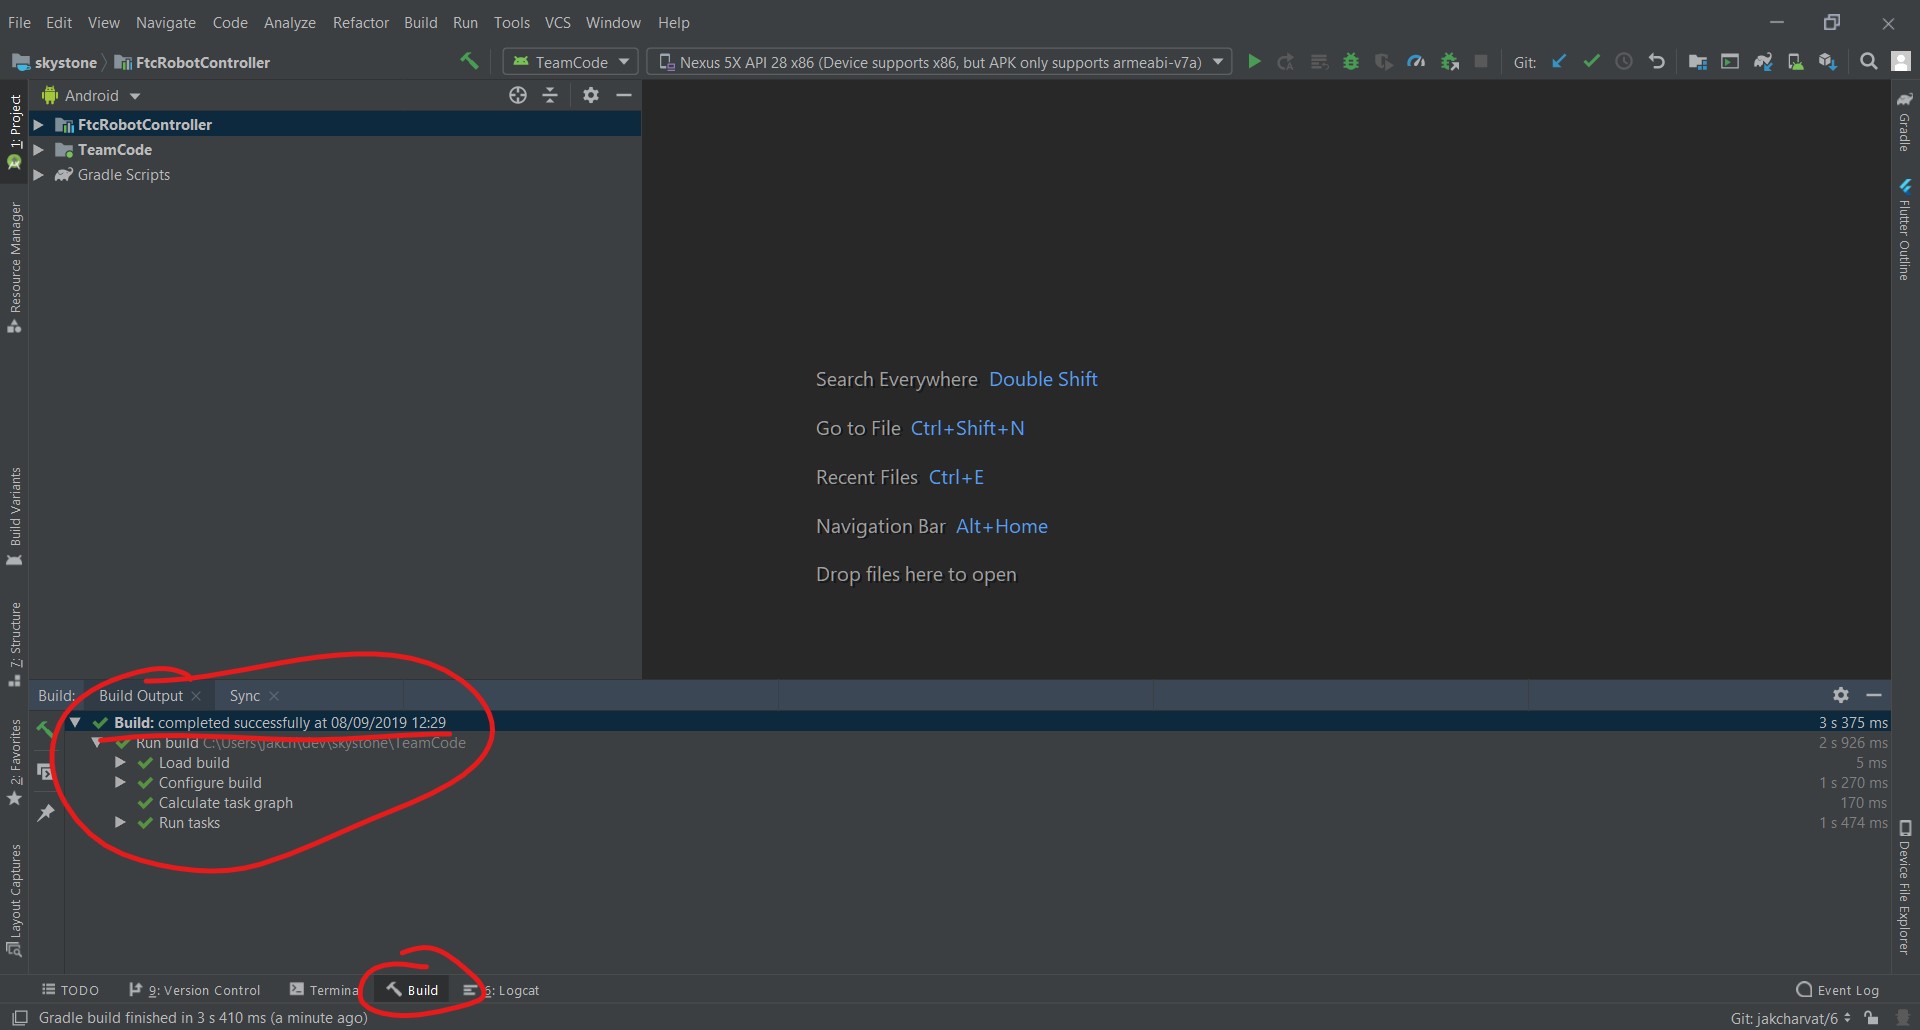 File Edit View Navigate Code Analyze Refactor Build Run Tools VCS Window Help
skystone FtcRobotController TeamCode Nexus 5X API 28 x86 (Device supports x86, but APK only supports armeabi-v7a) Git:
Android
FtcRobotController
TeamCode
Gradle Scripts
1: Project
Resource Manager
Build Variants
7: Structure
2: Favorites
Layout Captures
Gradle
Flutter Outline
Device File Explorer
Search Everywhere Double Shift
Go to File Ctrl+Shift+N
Recent Files Ctrl+E
Navigation Bar Alt+Home
Drop files here to open
Build: Build Output Sync
Build: completed successfully at 08/09/2019 12:29 3 s 375 ms
Run build C:\Users\jakch\dev\skystone\TeamCode 2 s 926 ms
Load build 5 ms
Configure build 1 s 270 ms
Calculate task graph 170 ms
Run tasks 1 s 474 ms
TODO 9: Version Control Termina Build 6: Logcat Event Log
Gradle build finished in 3 s 410 ms (a minute ago) Git: jakcharvat/6